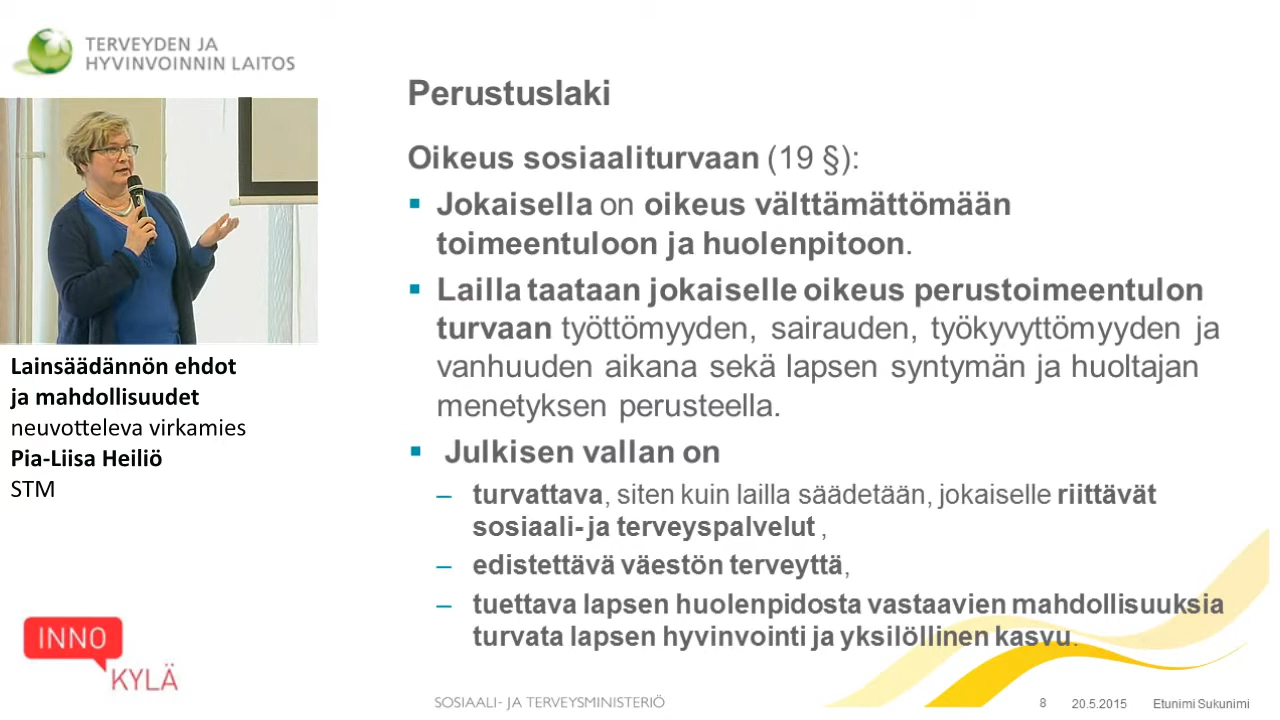 TERVEYDEN JA
HYVINVOINNIN LAITOS
Perustuslaki
Oikeus sosiaaliturvaan (19 §):
▪ Jokaisella on oikeus välttämättömään
toimeentuloon ja huolenpitoon.
▪ Lailla taataan jokaiselle oikeus perustoimeentulon
turvaan työttömyyden, sairauden, työkyvyttömyyden ja
vanhuuden aikana sekä lapsen syntymän ja huoltajan
menetyksen perusteella.
▪ Julkisen vallan on
– turvattava, siten kuin lailla säädetään, jokaiselle riittävät
sosiaali- ja terveyspalvelut ,
– edistettävä väestön terveyttä,
– tuettava lapsen huolenpidosta vastaavien mahdollisuuksia
turvata lapsen hyvinvointi ja yksilöllinen kasvu.
Lainsäädännön ehdot
ja mahdollisuudet
neuvotteleva virkamies
Pia-Liisa Heiliö
STM
INNO
KYLÄ
SOSIAALI- JA TERVEYSMINISTERIÖ
8 20.5.2015 Etunimi Sukunimi